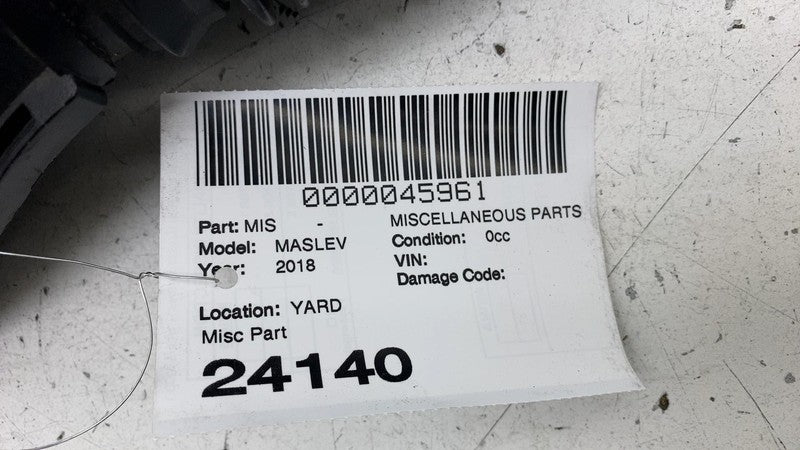 0000045961
Part: MIS - MISCELLANEOUS PARTS
Model: MASLEV Condition: 0cc
Year: 2018 VIN:
Damage Code:
Location: YARD
Misc Part
24140